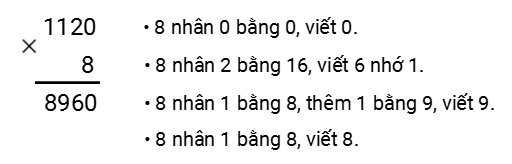 1120
×
8
8960
• 8 nhân 0 bằng 0, viết 0.
• 8 nhân 2 bằng 16, viết 6 nhớ 1.
• 8 nhân 1 bằng 8, thêm 1 bằng 9, viết 9.
• 8 nhân 1 bằng 8, viết 8.